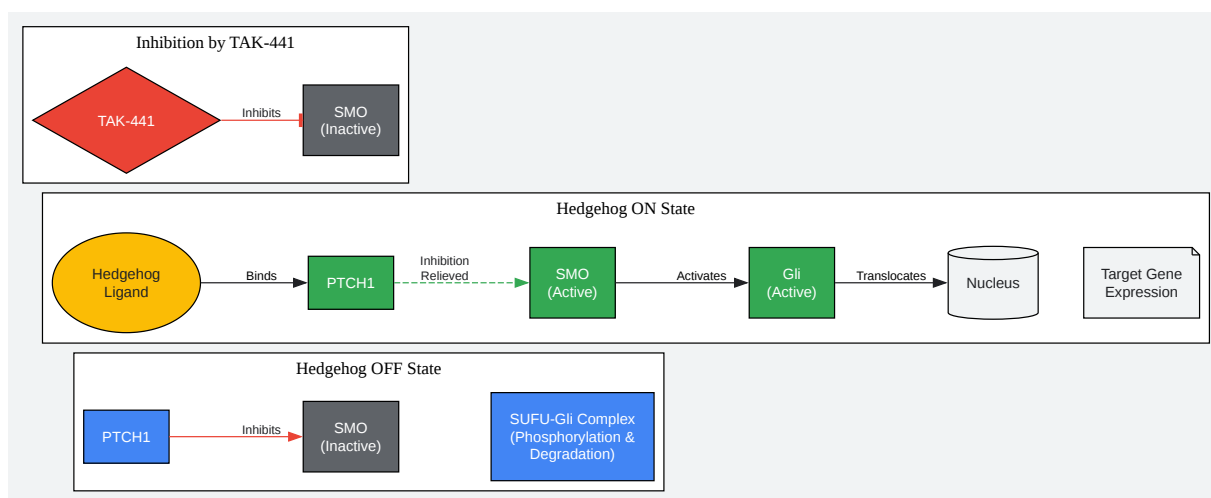 Inhibition by TAK-441
TAK-441
Inhibits
SMO
(Inactive)
Hedgehog ON State
Hedgehog
Ligand
Binds
PTCH1
Inhibition
Relieved
SMO
(Active)
Activates
Gli
(Active)
Translocates
Nucleus
Target Gene
Expression
Hedgehog OFF State
PTCH1
Inhibits
SMO
(Inactive)
SUFU-Gli Complex
(Phosphorylation &
Degradation)